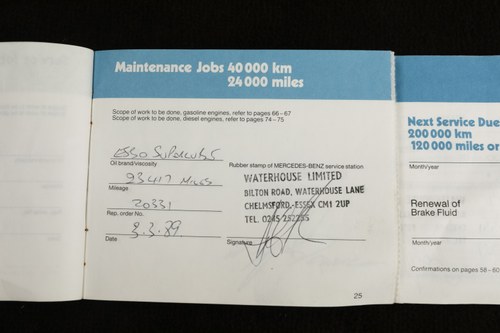 Maintenance Jobs 40 000 km
24 000 miles
Scope of work to be done, gasoline engines, refer to pages 66 – 67
Scope of work to be done, diesel engines, refer to pages 74 – 75
Esso
Oil brand/viscosity
23417 Miles
Mileage
20331
Rep. order No.
3.3.89.
Date
Rubber stamp of MERCEDES-BENZ service station
WATERHOUSE LIMITED
BILTON ROAD, WATERHOUSE LANE
CHELMSFORD, ESSEX CM1 2UP
TEL. 0245
Signature
25
Next Service Due
200 000 km
120 000 miles or
Month/year
Renewal of
Brake Fluid
Month/year
Confirmations on pages 58 – 60